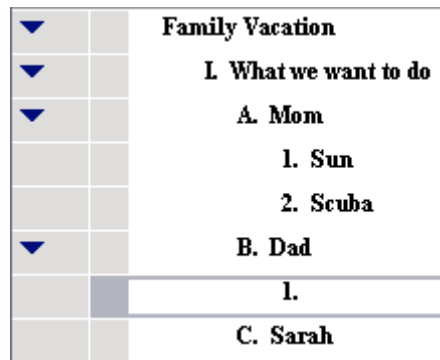 Family Vacation
I. What we want to do
A. Mom
1. Sun
2. Scuba
B. Dad
1.
C. Sarah